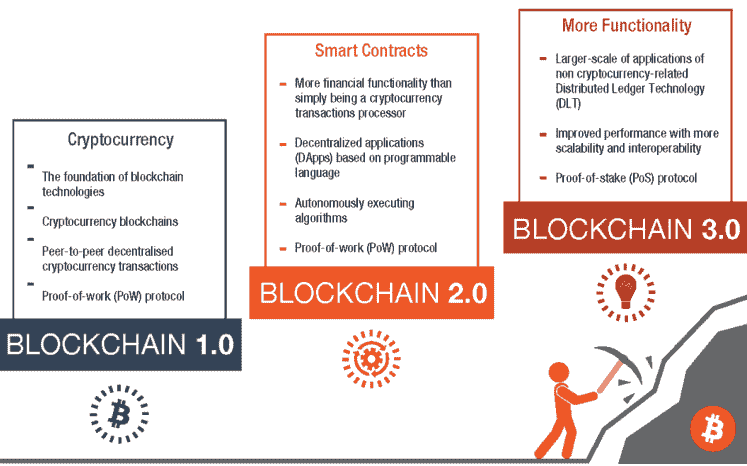 Cryptocurrency
- The foundation of blockchain
technologies
- Cryptocurrency blockchains
- Peer-to-peer decentralised
cryptocurrency transactions
- Proof-of-work (PoW) protocol
BLOCKCHAIN 1.0
Smart Contracts
- More financial functionality than
simply being a cryptocurrency
transactions processor
- Decentralized applications
(DApps) based on programmable
language
- Autonomously executing
algorithms
- Proof-of-work (PoW) protocol
BLOCKCHAIN 2.0
More Functionality
- Larger-scale of applications of
non cryptocurrency-related
Distributed Ledger Technology
(DLT)
- Improved performance with more
scalability and interoperability
- Proof-of-stake (PoS) protocol
BLOCKCHAIN 3.0